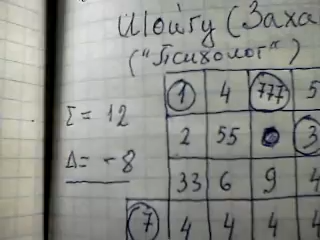 Шойгу (Заха
("Психолог")
1 4 777 5
Σ = 12
2 55 3
Δ = -8
33 6 9 4
7 4 4 4 4